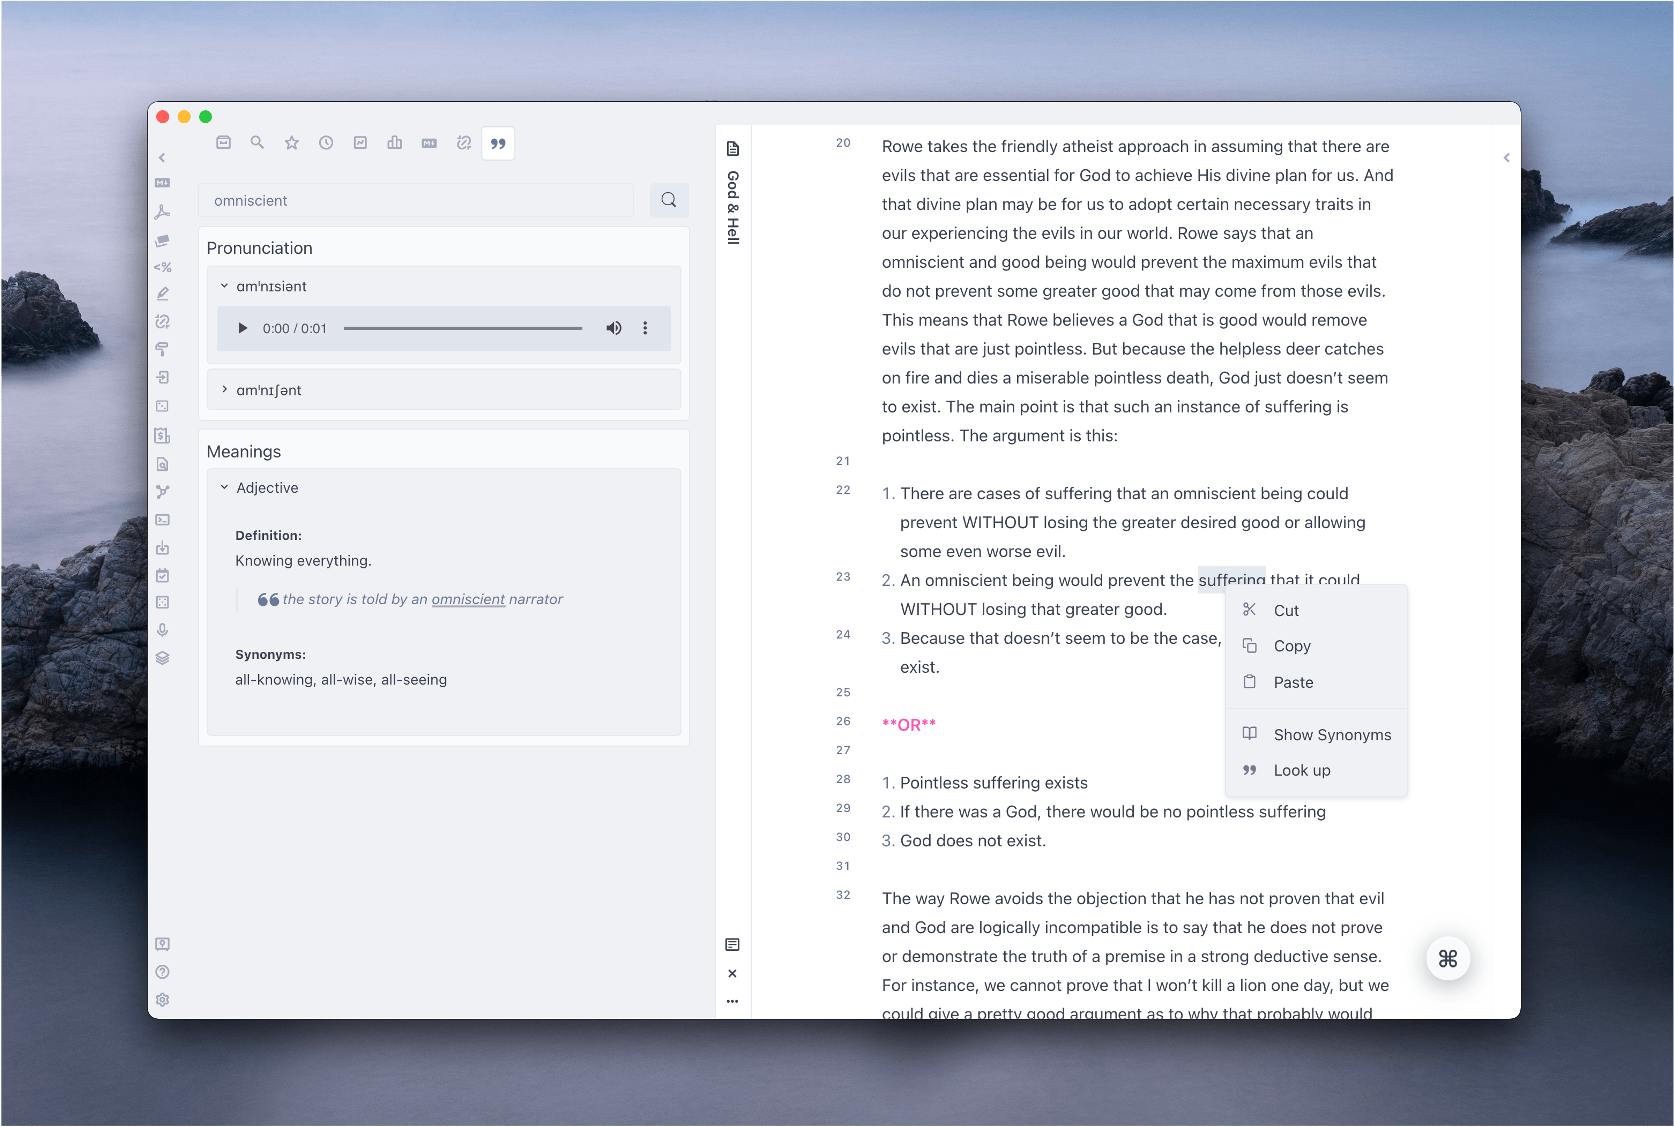 omniscient
Pronunciation
ɑmˈnɪsiənt
0:00 / 0:01
ɑmˈnɪʃənt
Meanings
Adjective
Definition:
Knowing everything.
the story is told by an omniscient narrator
Synonyms:
all-knowing, all-wise, all-seeing
God & Hell
20 Rowe takes the friendly atheist approach in assuming that there are
evils that are essential for God to achieve His divine plan for us. And
that divine plan may be for us to adopt certain necessary traits in
our experiencing the evils in our world. Rowe says that an
omniscient and good being would prevent the maximum evils that
do not prevent some greater good that may come from those evils.
This means that Rowe believes a God that is good would remove
evils that are just pointless. But because the helpless deer catches
on fire and dies a miserable pointless death, God just doesn’t seem
to exist. The main point is that such an instance of suffering is
pointless. The argument is this:
21
22 1. There are cases of suffering that an omniscient being could
prevent WITHOUT losing the greater desired good or allowing
some even worse evil.
23 2. An omniscient being would prevent the suffering that it could
WITHOUT losing that greater good.
24 3. Because that doesn’t seem to be the case,
exist.
25
26 **OR**
27
28 1. Pointless suffering exists
29 2. If there was a God, there would be no pointless suffering
30 3. God does not exist.
31
32 The way Rowe avoids the objection that he has not proven that evil
and God are logically incompatible is to say that he does not prove
or demonstrate the truth of a premise in a strong deductive sense.
For instance, we cannot prove that I won’t kill a lion one day, but we
could give a pretty good argument as to why that probably would
Cut
Copy
Paste
Show Synonyms
Look up